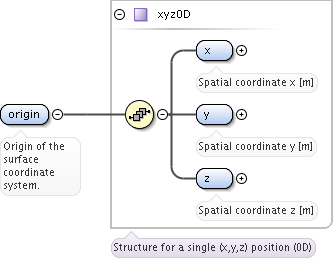 xyz0D
x
Spatial coordinate x [m]
origin
y
Origin of the
surface
coordinate
system.
Spatial coordinate y [m]
z
Spatial coordinate z [m]
Structure for a single (x,y,z) position (0D)